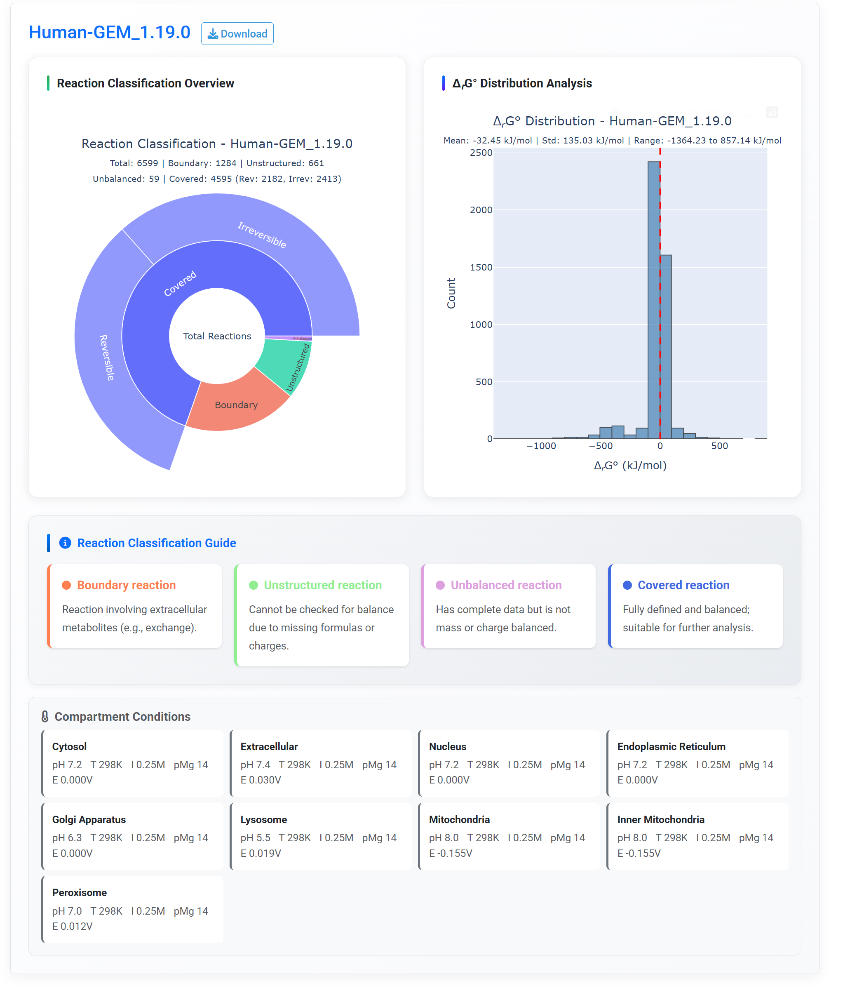 Human-GEM_1.19.0
Download
Reaction Classification Overview
Reaction Classification - Human-GEM_1.19.0
Total: 6599 | Boundary: 1284 | Unstructured: 661
Unbalanced: 59 | Covered: 4595 (Rev: 2182, Irrev: 2413)
Irreversible
Covered
Total Reactions
Reversible
Unbalanced
Unstructured
Boundary
ΔrG° Distribution Analysis
ΔrG° Distribution - Human-GEM_1.19.0
Mean: -32.45 kJ/mol | Std: 135.03 kJ/mol | Range: -1364.23 to 857.14 kJ/mol
2500
2000
1500
1000
500
0
Count
−1000
−500
0
500
ΔrG° (kJ/mol)
Reaction Classification Guide
Boundary reaction
Reaction involving extracellular
metabolites (e.g., exchange).
Unstructured reaction
Cannot be checked for balance
due to missing formulas or
charges.
Unbalanced reaction
Has complete data but is not
mass or charge balanced.
Covered reaction
Fully defined and balanced;
suitable for further analysis.
Compartment Conditions
Cytosol
pH 7.2 T 298K I 0.25M pMg 14
E 0.000V
Extracellular
pH 7.4 T 298K I 0.25M pMg 14
E 0.030V
Nucleus
pH 7.2 T 298K I 0.25M pMg 14
E 0.000V
Endoplasmic Reticulum
pH 7.2 T 298K I 0.25M pMg 14
E 0.000V
Golgi Apparatus
pH 6.3 T 298K I 0.25M pMg 14
E 0.000V
Lysosome
pH 5.5 T 298K I 0.25M pMg 14
E 0.019V
Mitochondria
pH 8.0 T 298K I 0.25M pMg 14
E -0.155V
Inner Mitochondria
pH 8.0 T 298K I 0.25M pMg 14
E -0.155V
Peroxisome
pH 7.0 T 298K I 0.25M pMg 14
E 0.012V